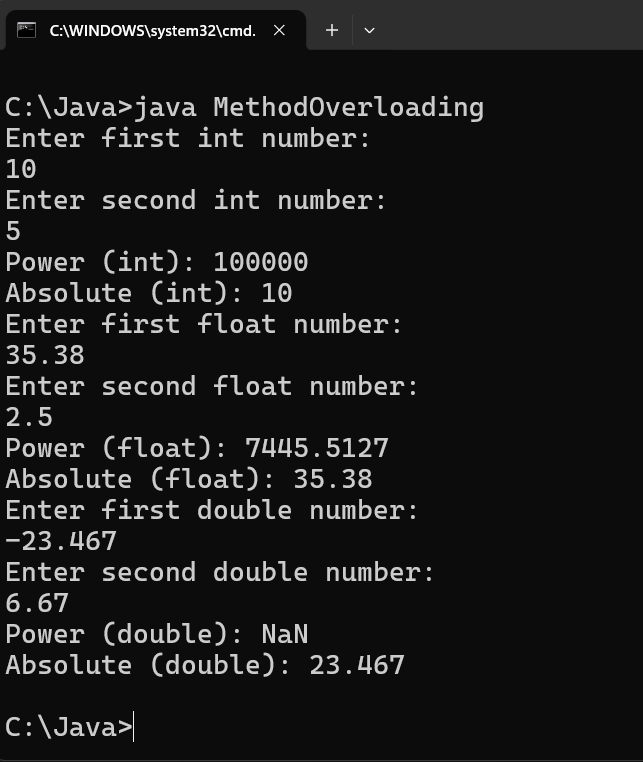 C:\WINDOWS\system32\cmd.
C:\Java>java MethodOverloading
Enter first int number:
10
Enter second int number:
5
Power (int): 100000
Absolute (int): 10
Enter first float number:
35.38
Enter second float number:
2.5
Power (float): 7445.5127
Absolute (float): 35.38
Enter first double number:
-23.467
Enter second double number:
6.67
Power (double): NaN
Absolute (double): 23.467
C:\Java>